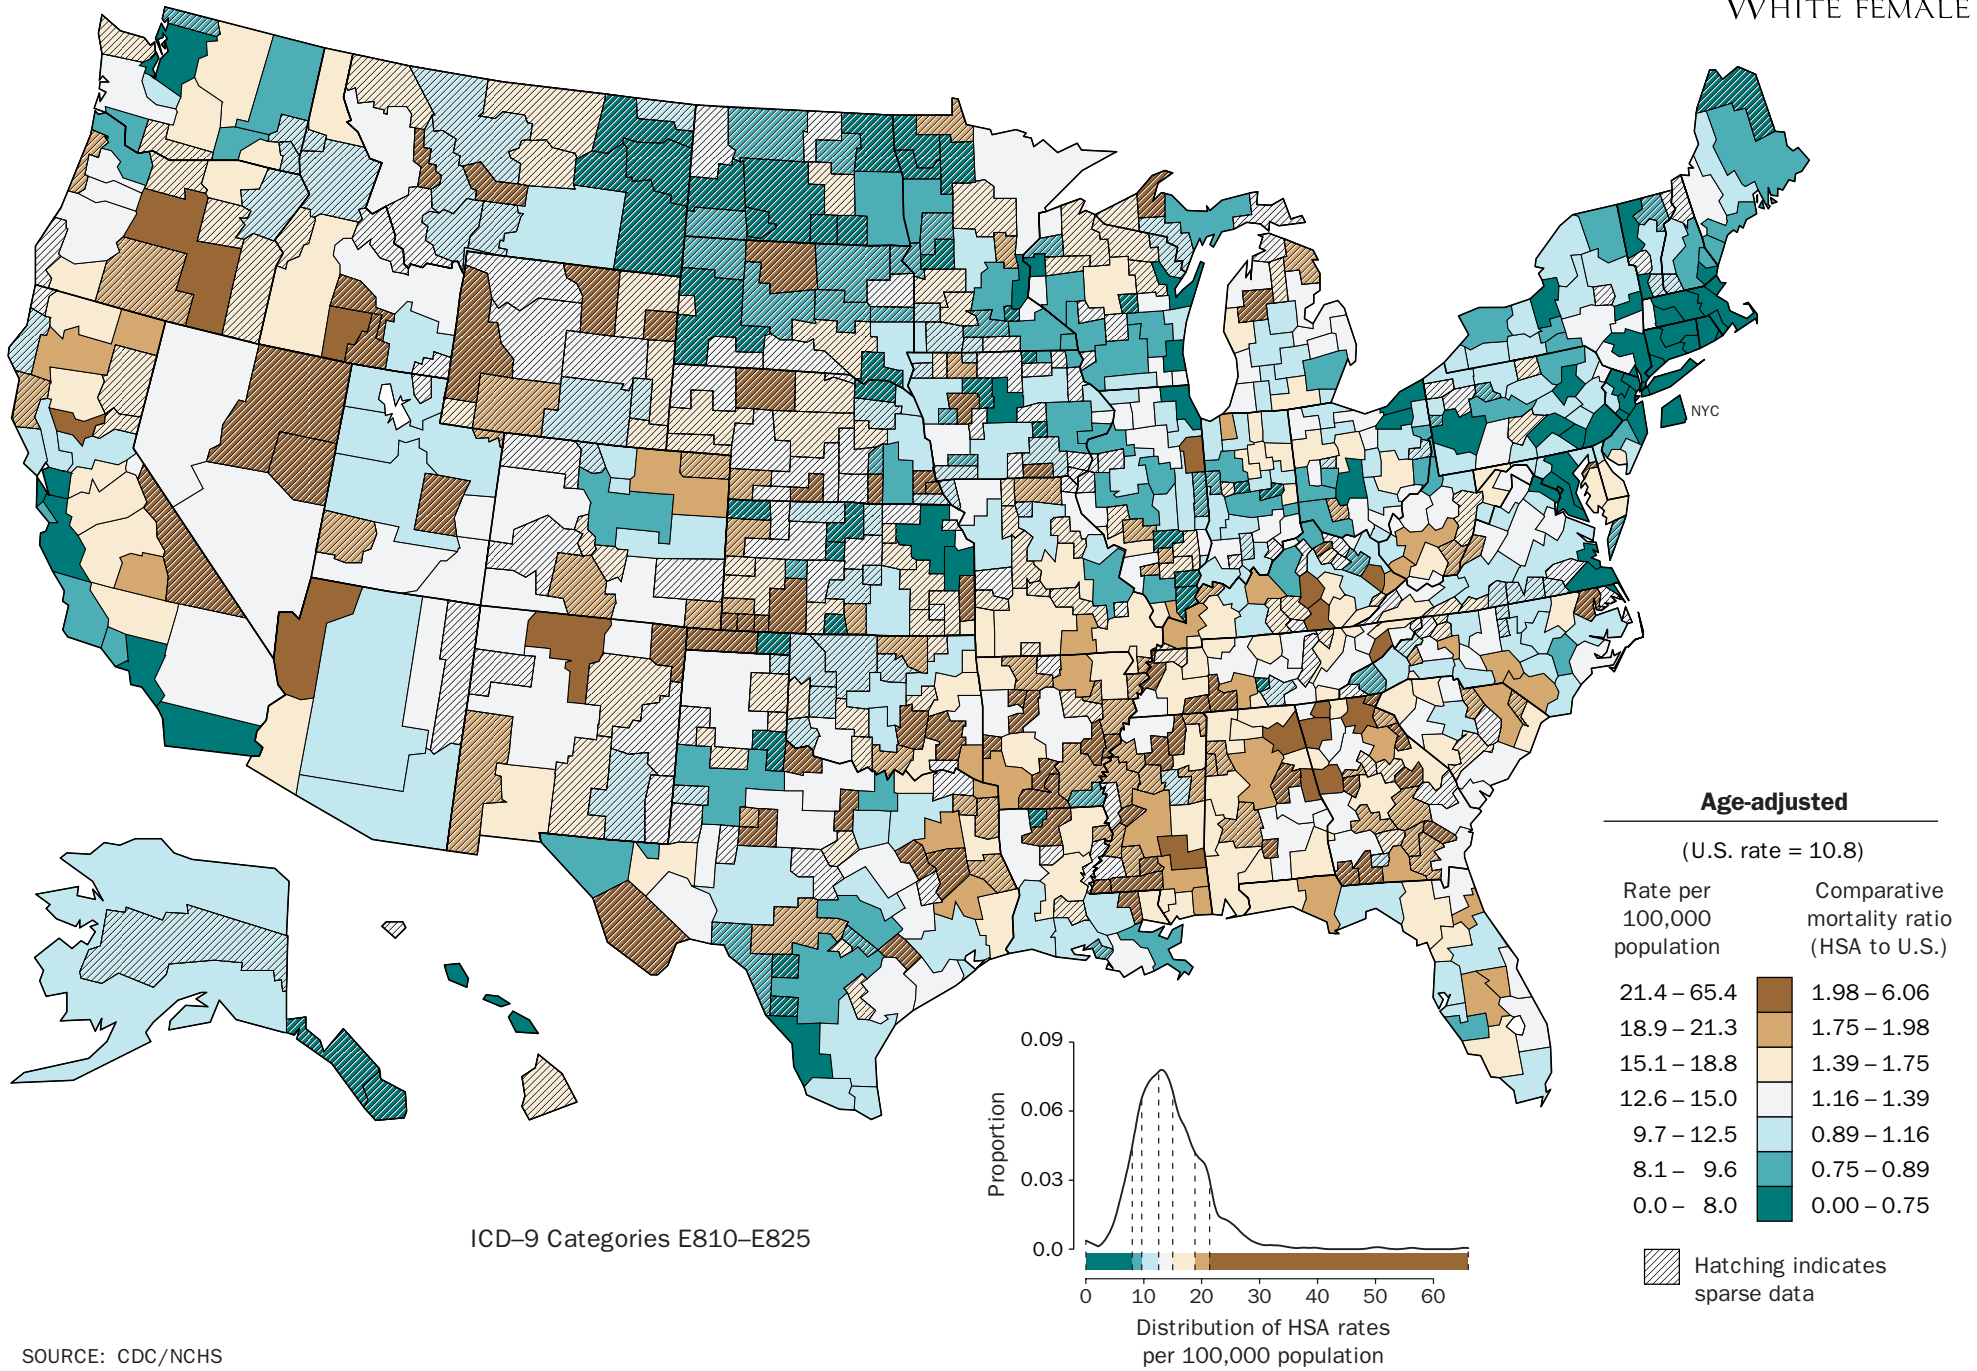 WHITE FEMALE
NYC
Age-adjusted
(U.S. rate = 10.8)
Rate per
100,000
population
Comparative
mortality ratio
(HSA to U.S.)
21.4 – 65.4 1.98 – 6.06
18.9 – 21.3 1.75 – 1.98
15.1 – 18.8 1.39 – 1.75
12.6 – 15.0 1.16 – 1.39
9.7 – 12.5 0.89 – 1.16
8.1 – 9.6 0.75 – 0.89
0.0 – 8.0 0.00 – 0.75
Hatching indicates
sparse data
Proportion
0.09
0.06
0.03
0.0
0 10 20 30 40 50 60
Distribution of HSA rates
per 100,000 population
ICD–9 Categories E810–E825
SOURCE: CDC/NCHS